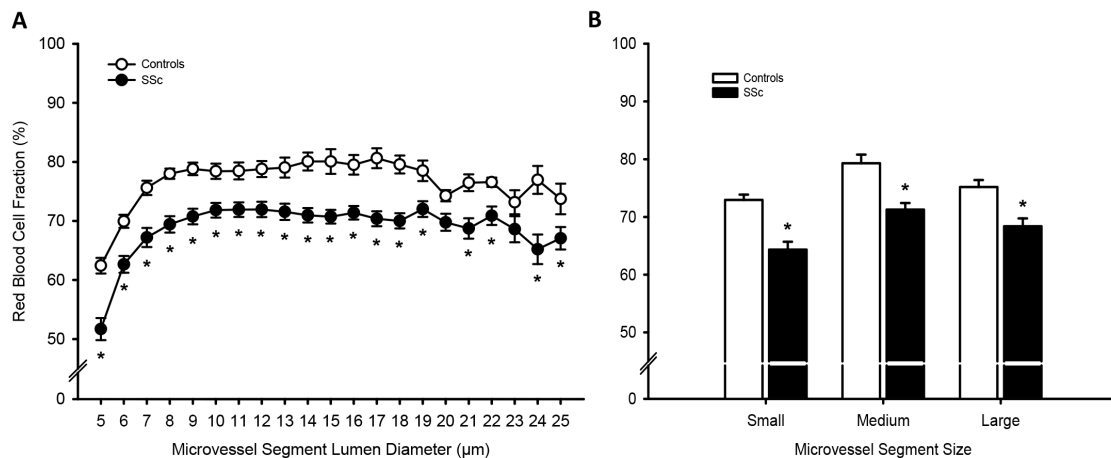 A
100
90
80
70
60
50
0
Red Blood Cell Fraction (%)
Controls
SSc
* * * * * * * * * * * * * * * * * * *
5 6 7 8 9 10 11 12 13 14 15 16 17 18 19 20 21 22 23 24 25
Microvessel Segment Lumen Diameter (μm)
B
100
90
80
70
60
50
0
Controls
SSc
* * *
Small Medium Large
Microvessel Segment Size